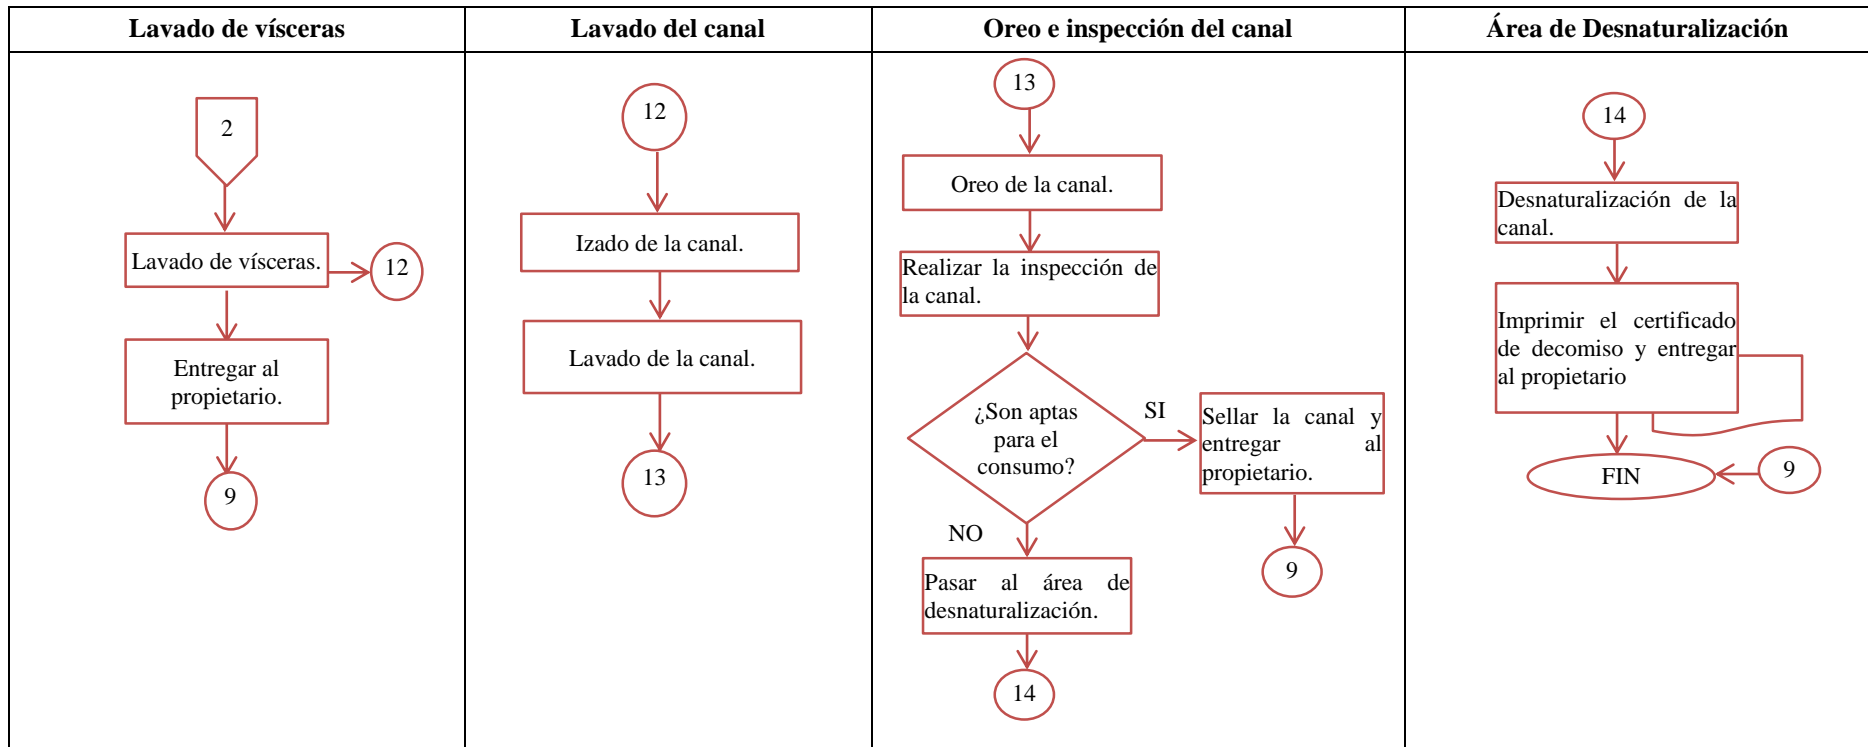 Lavado de vísceras
Lavado del canal
Oreo e inspección del canal
Área de Desnaturalización
2
Lavado de vísceras.
12
Entregar al
propietario.
9
12
Izado de la canal.
Lavado de la canal.
13
13
Oreo de la canal.
Realizar la inspección de
la canal.
¿Son aptas
para el
consumo?
SI
Sellar la canal y
entregar al
propietario.
9
NO
Pasar al área de
desnaturalización.
14
14
Desnaturalización de la
canal.
Imprimir el certificado
de decomiso y entregar
al propietario
FIN
9